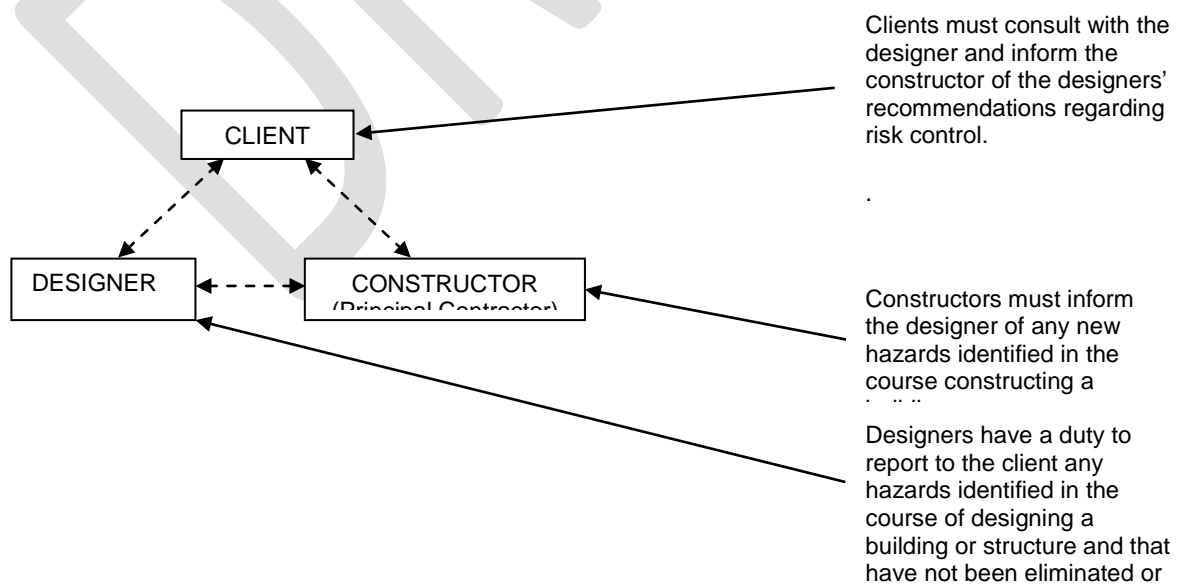 Clients must consult with the
designer and inform the
constructor of the designers’
recommendations regarding
risk control.
.
CLIENT
DESIGNER
CONSTRUCTOR
(Principal Contractor)
Constructors must inform
the designer of any new
hazards identified in the
course constructing a
Designers have a duty to
report to the client any
hazards identified in the
course of designing a
building or structure and that
have not been eliminated or